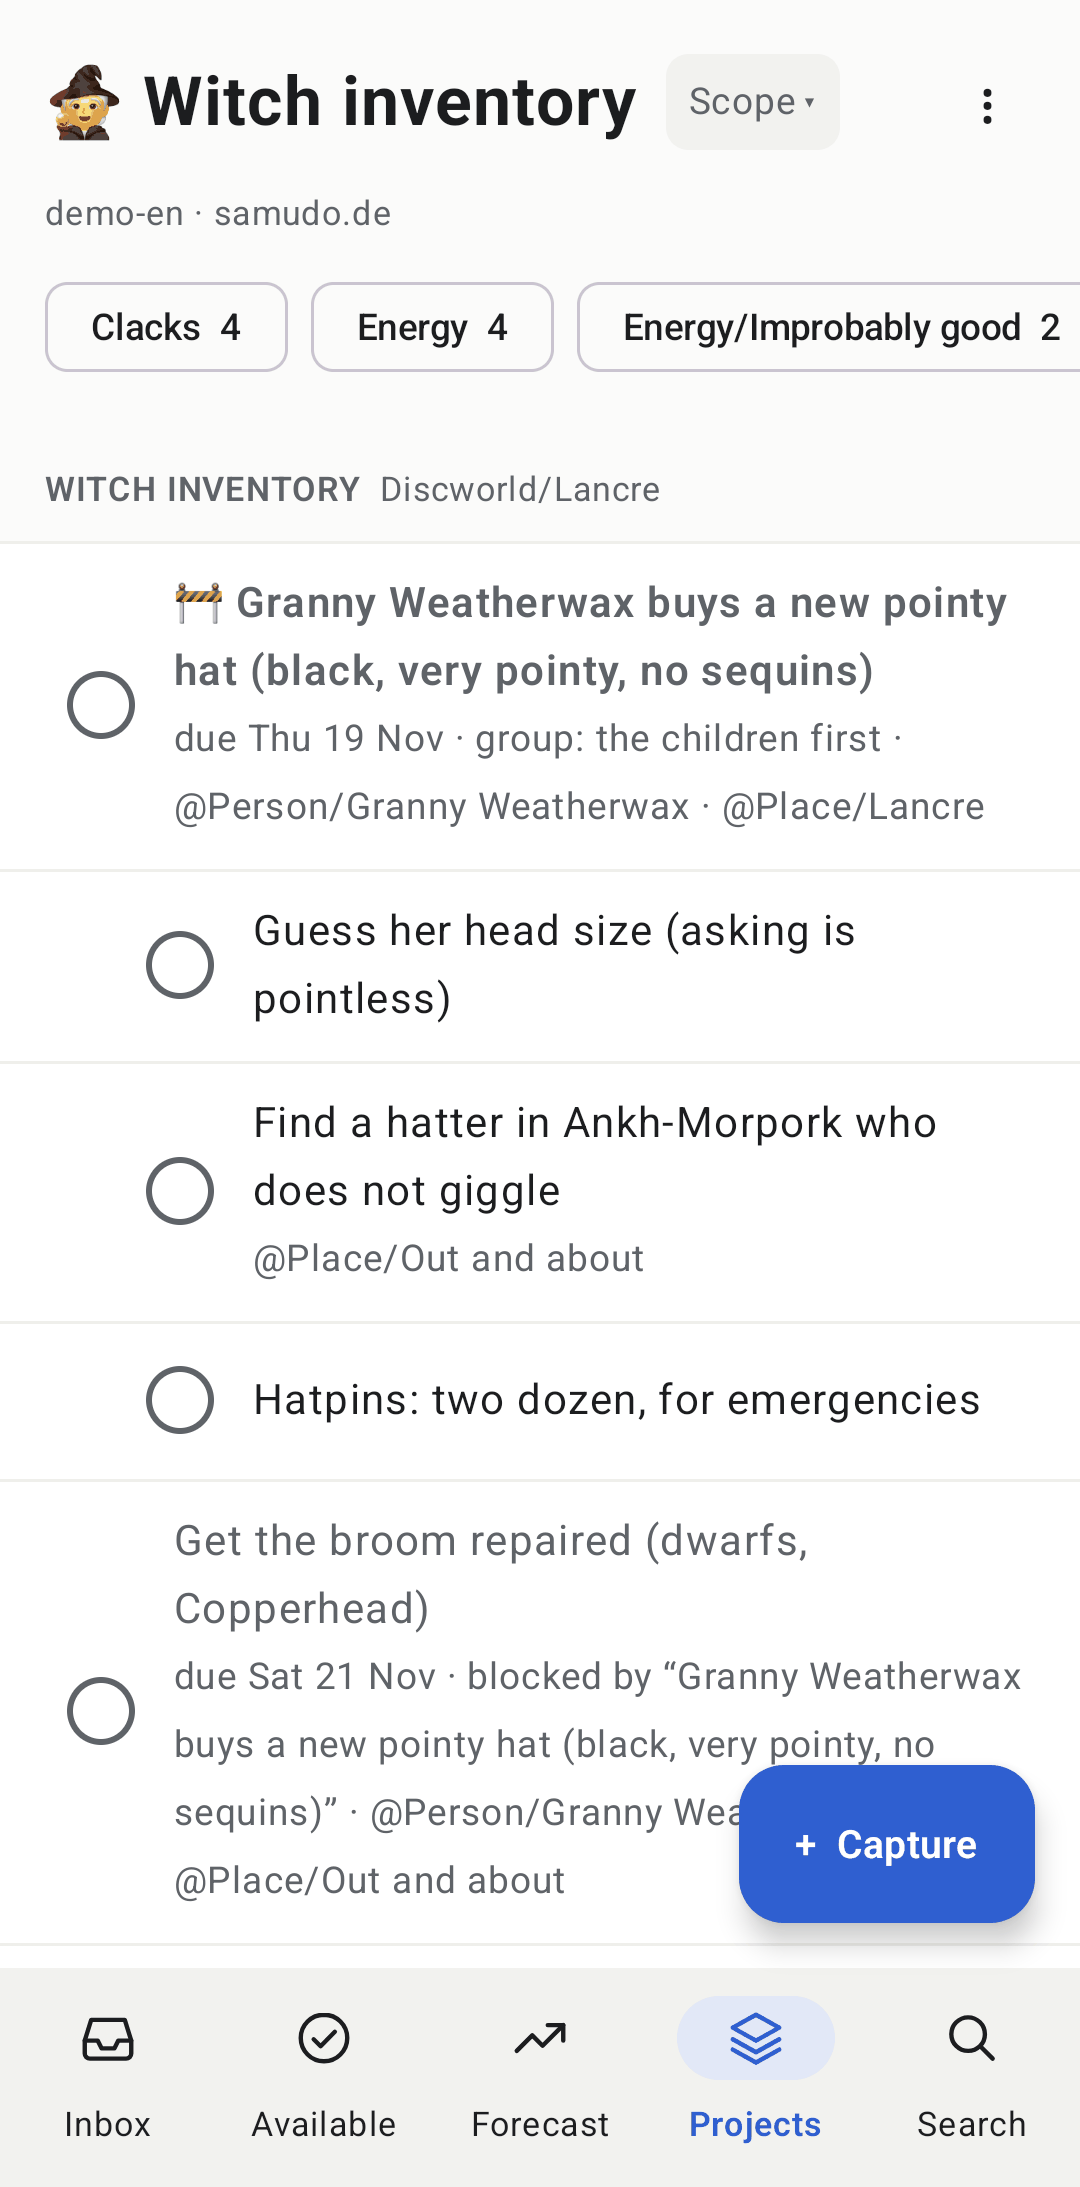 Witch inventory
Scope ▾
demo-en · samudo.de
Clacks 4
Energy 4
Energy/Improbably good 2
WITCH INVENTORY Discworld/Lancre
🚧 Granny Weatherwax buys a new pointy
hat (black, very pointy, no sequins)
due Thu 19 Nov · group: the children first ·
@Person/Granny Weatherwax · @Place/Lancre
Guess her head size (asking is
pointless)
Find a hatter in Ankh-Morpork who
does not giggle
@Place/Out and about
Hatpins: two dozen, for emergencies
Get the broom repaired (dwarfs,
Copperhead)
due Sat 21 Nov · blocked by “Granny Weatherwax
buys a new pointy hat (black, very pointy, no
sequins)” · @Person/Granny
@Place/Out and about
+ Capture
Inbox
Available
Forecast
Projects
Search